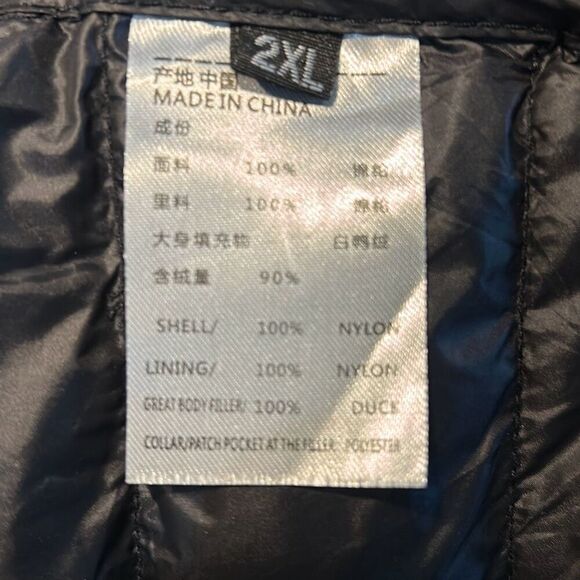 2XL
产地 中国
MADE IN CHINA
成份
面料 100% 锦纶
里料 100% 锦纶
大身填充物 白鸭绒
含绒量 90%
SHELL/ 100% NYLON
LINING/ 100% NYLON
GREAT BODY FILLER/ 100% DUCK
COLLAR/PATCH POCKET AT THE FILLER: POLYESTER